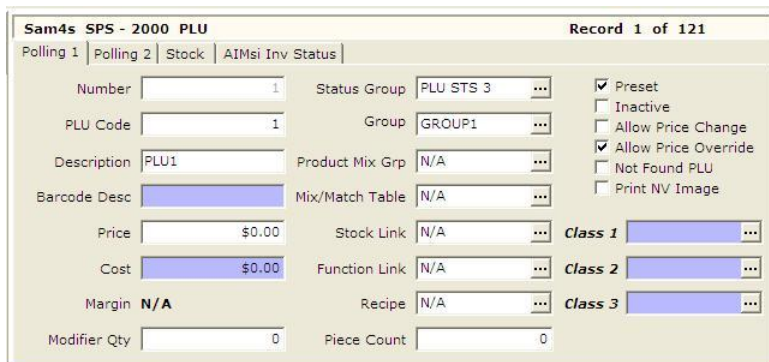 Sam4s SPS - 2000 PLU Record 1 of 121
Polling 1 Polling 2 Stock AIMsi Inv Status
Number 1 Status Group PLU STS 3 ... Preset
Inactive
PLU Code 1 Group GROUP1 ... Allow Price Change
Allow Price Override
Description PLU1 Product Mix Grp N/A ... Not Found PLU
Print NV Image
Barcode Desc Mix/Match Table N/A ...
Price $0.00 Stock Link N/A ... Class 1 ...
Cost $0.00 Function Link N/A ... Class 2 ...
Margin N/A Recipe N/A ... Class 3 ...
Modifier Qty 0 Piece Count 0